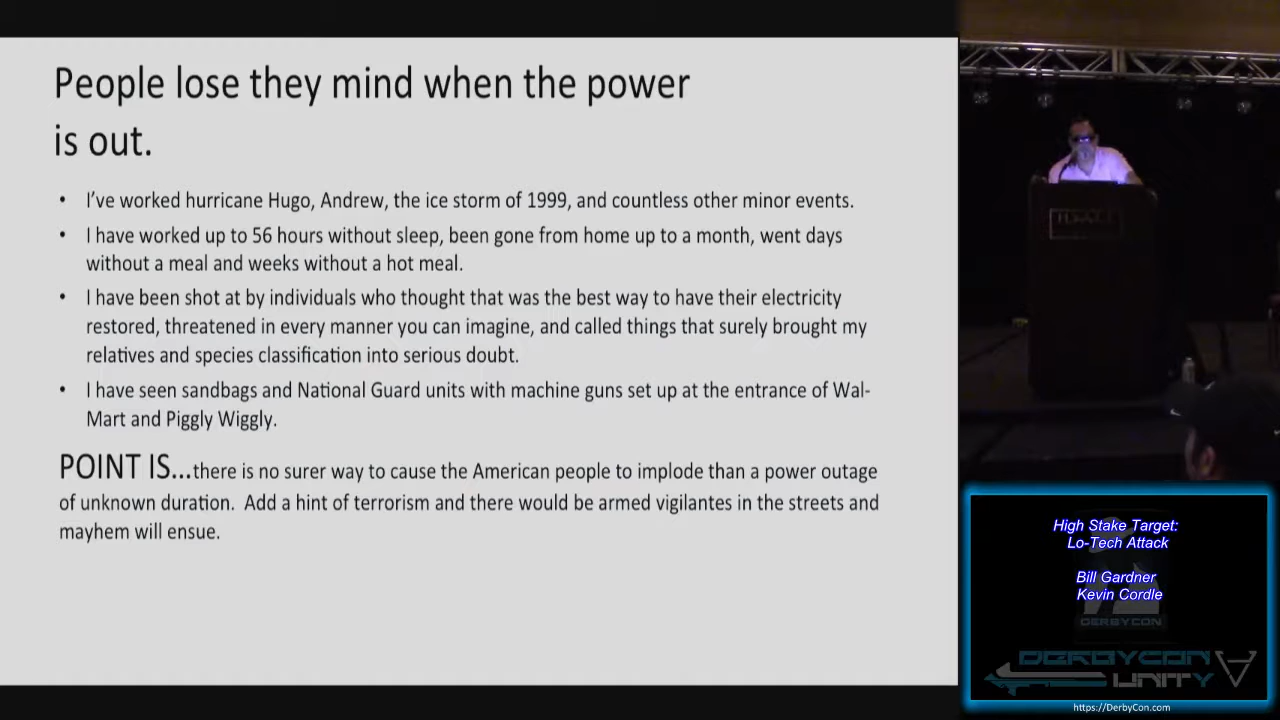 People lose they mind when the power
is out.
• I've worked hurricane Hugo, Andrew, the ice storm of 1999, and countless other minor events.
• I have worked up to 56 hours without sleep, been gone from home up to a month, went days
without a meal and weeks without a hot meal.
• I have been shot at by individuals who thought that was the best way to have their electricity
restored, threatened in every manner you can imagine, and called things that surely brought my
relatives and species classification into serious doubt.
• I have seen sandbags and National Guard units with machine guns set up at the entrance of Wal-
Mart and Piggly Wiggly.
POINT IS...there is no surer way to cause the American people to implode than a power outage
of unknown duration. Add a hint of terrorism and there would be armed vigilantes in the streets and
mayhem will ensue.
High Stake Target:
Lo-Tech Attack
Bill Gardner
Kevin Cordle
DERBYCON
DERBYCON
UNITY
https://DerbyCon.com